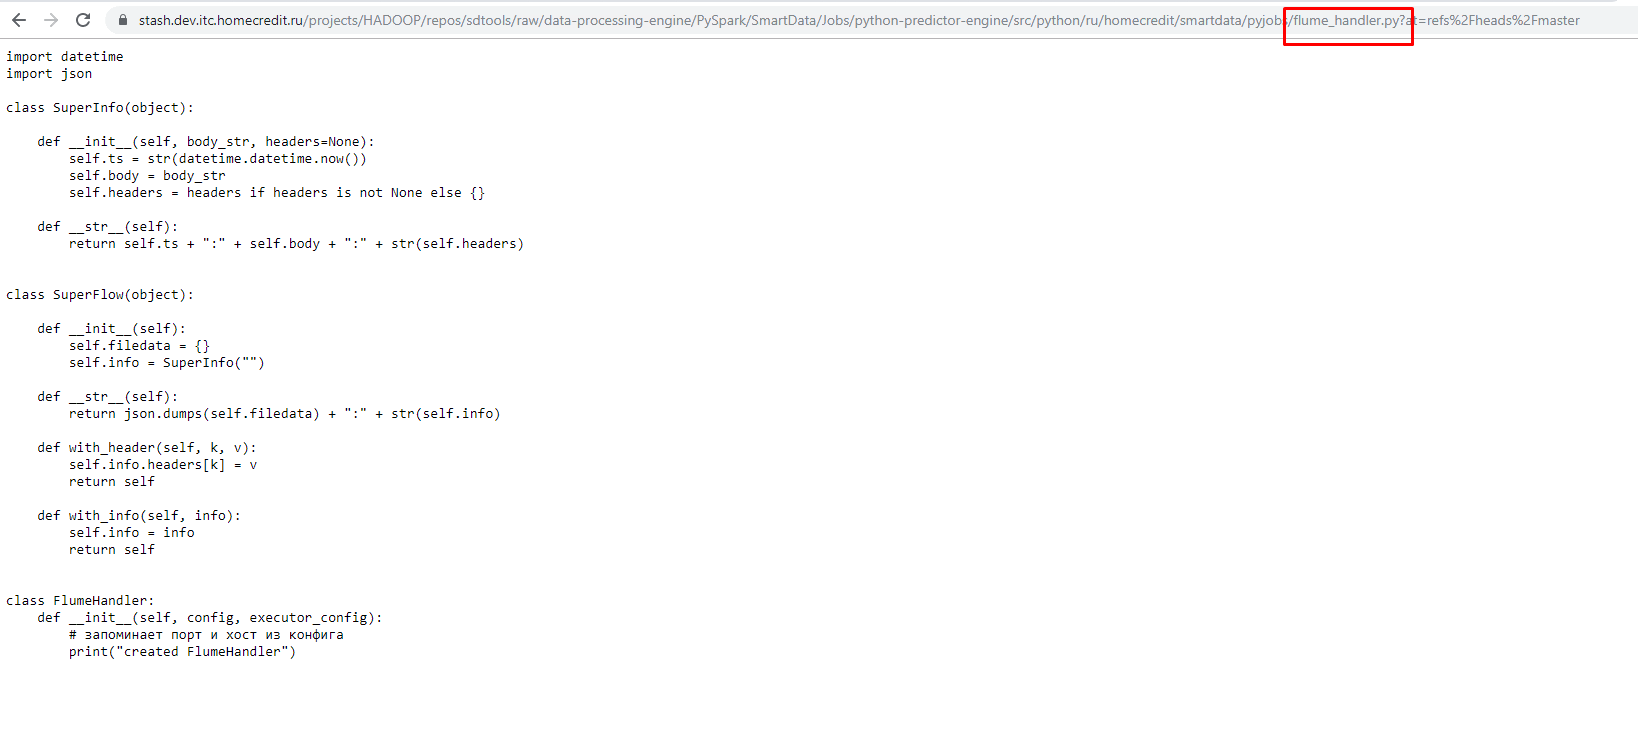 stash.dev.itc.homecredit.ru/projects/HADOOP/repos/sdtools/raw/data-processing-engine/PySpark/SmartData/Jobs/python-predictor-engine/src/python/ru/homecredit/smartdata/pyjobs/flume_handler.py?at=refs%2Fheads%2Fmaster
import datetime
import json
class SuperInfo(object):
def __init__(self, body_str, headers=None):
self.ts = str(datetime.datetime.now())
self.body = body_str
self.headers = headers if headers is not None else {}
def __str__(self):
return self.ts + ":" + self.body + ":" + str(self.headers)
class SuperFlow(object):
def __init__(self):
self.filedata = {}
self.info = SuperInfo("")
def __str__(self):
return json.dumps(self.filedata) + ":" + str(self.info)
def with_header(self, k, v):
self.info.headers[k] = v
return self
def with_info(self, info):
self.info = info
return self
class FlumeHandler:
def __init__(self, config, executor_config):
# запоминает порт и хост из конфига
print("created FlumeHandler")